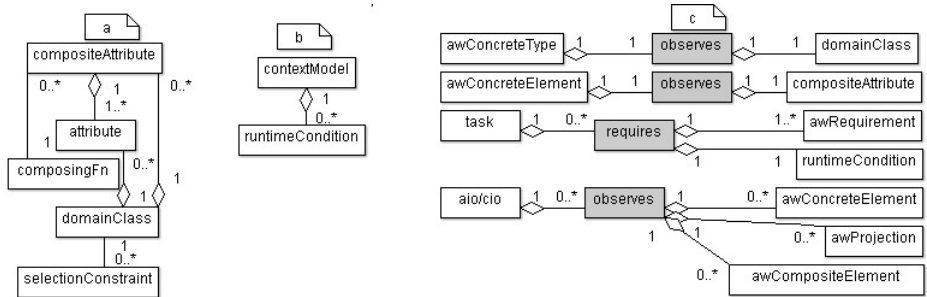 a
compositeAttribute
0..*
1
0..*
1..*
attribute
1
0..*
composingFn
1
1
domainClass
1
0..*
selectionConstraint
b
contextModel
1
0..*
runtimeCondition
c
awConcreteType
1
1
observes
1
1
domainClass
awConcreteElement
1
1
observes
1
1
compositeAttribute
task
1
0..*
requires
1
1..*
awRequirement
1
1
runtimeCondition
aio/cio
1
0..*
observes
1
0..*
awConcreteElement
1
0..*
awProjection
1
0..*
awCompositeElement